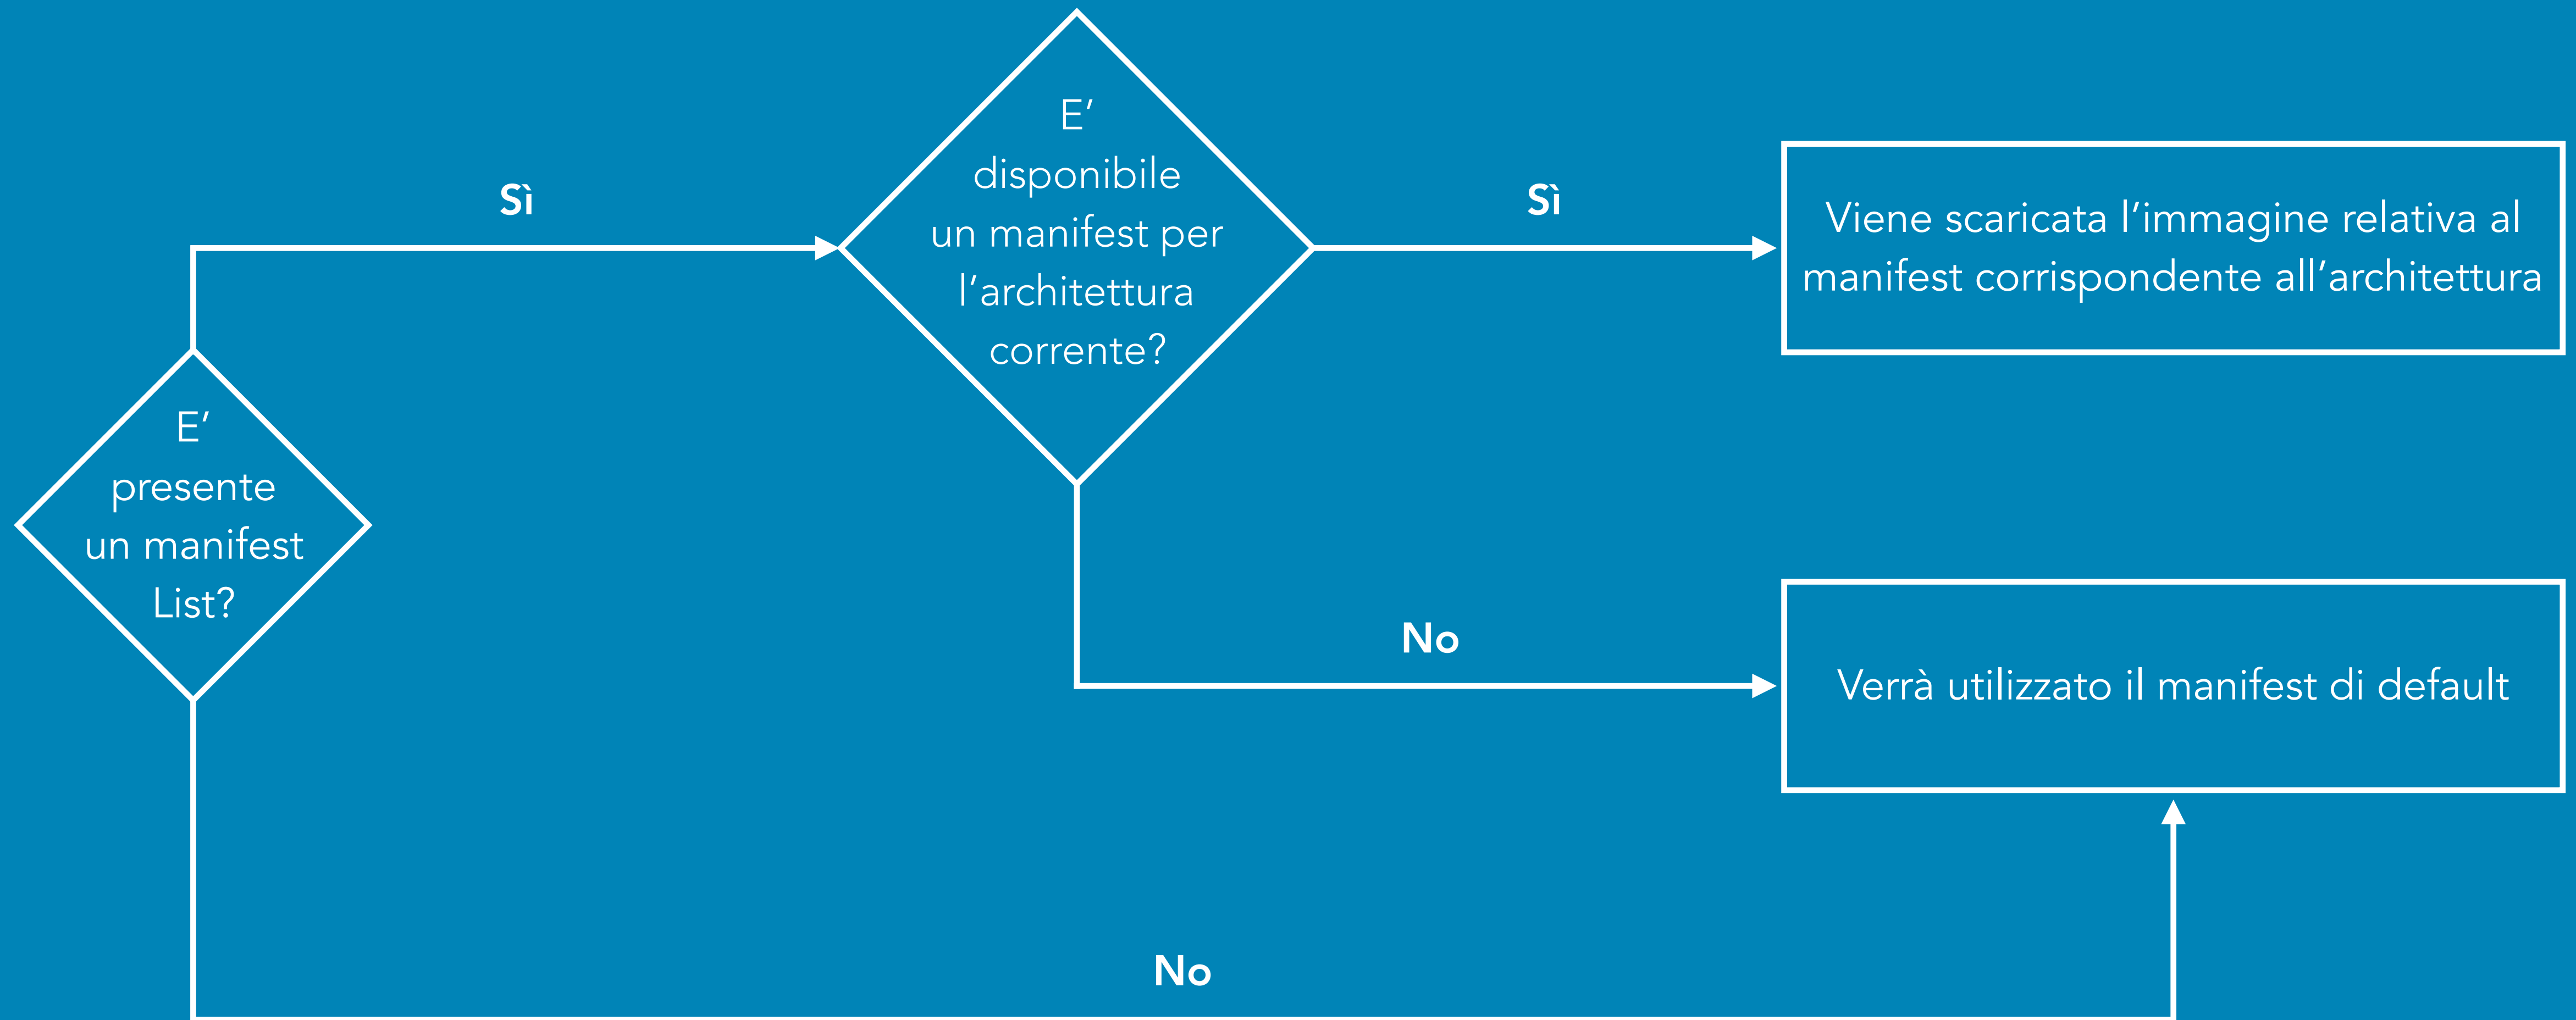 E’
presente
un manifest
List?
Sì
E’
disponibile
un manifest per
l’architettura
corrente?
Sì
Viene scaricata l’immagine relativa al
manifest corrispondente all’architettura
No
Verrà utilizzato il manifest di default
No